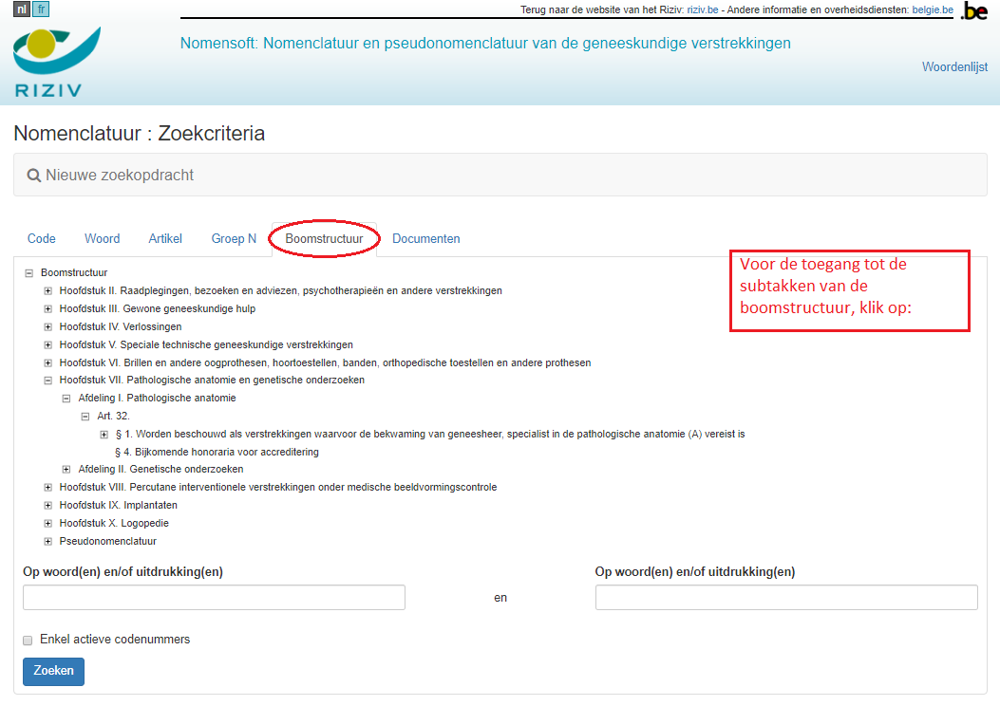 nl fr
Terug naar de website van het Riziv: riziv.be - Andere informatie en overheidsdiensten: belgie.be
.be
Nomensoft: Nomenclatuur en pseudonomenclatuur van de geneeskundige verstrekkingen
Woordenlijst
RIZIV
Nomenclatuur : Zoekcriteria
Nieuwe zoekopdracht
Code Woord Artikel Groep N Boomstructuur Documenten
Voor de toegang tot de
subtakken van de
boomstructuur, klik op:
Boomstructuur
Hoofdstuk II. Raadplegingen, bezoeken en adviezen, psychotherapieën en andere verstrekkingen
Hoofdstuk III. Gewone geneeskundige hulp
Hoofdstuk IV. Verlossingen
Hoofdstuk V. Speciale technische geneeskundige verstrekkingen
Hoofdstuk VI. Brillen en andere oogprothesen, hoortoestellen, banden, orthopedische toestellen en andere prothesen
Hoofdstuk VII. Pathologische anatomie en genetische onderzoeken
Afdeling I. Pathologische anatomie
Art. 32.
§ 1. Worden beschouwd als verstrekkingen waarvoor de bekwaming van geneesheer, specialist in de pathologische anatomie (A) vereist is
§ 4. Bijkomende honoraria voor accreditering
Afdeling II. Genetische onderzoeken
Hoofdstuk VIII. Percutane interventionele verstrekkingen onder medische beeldvormingscontrole
Hoofdstuk IX. Implantaten
Hoofdstuk X. Logopedie
Pseudonomenclatuur
Op woord(en) en/of uitdrukking(en) Op woord(en) en/of uitdrukking(en)
en
Enkel actieve codenummers
Zoeken